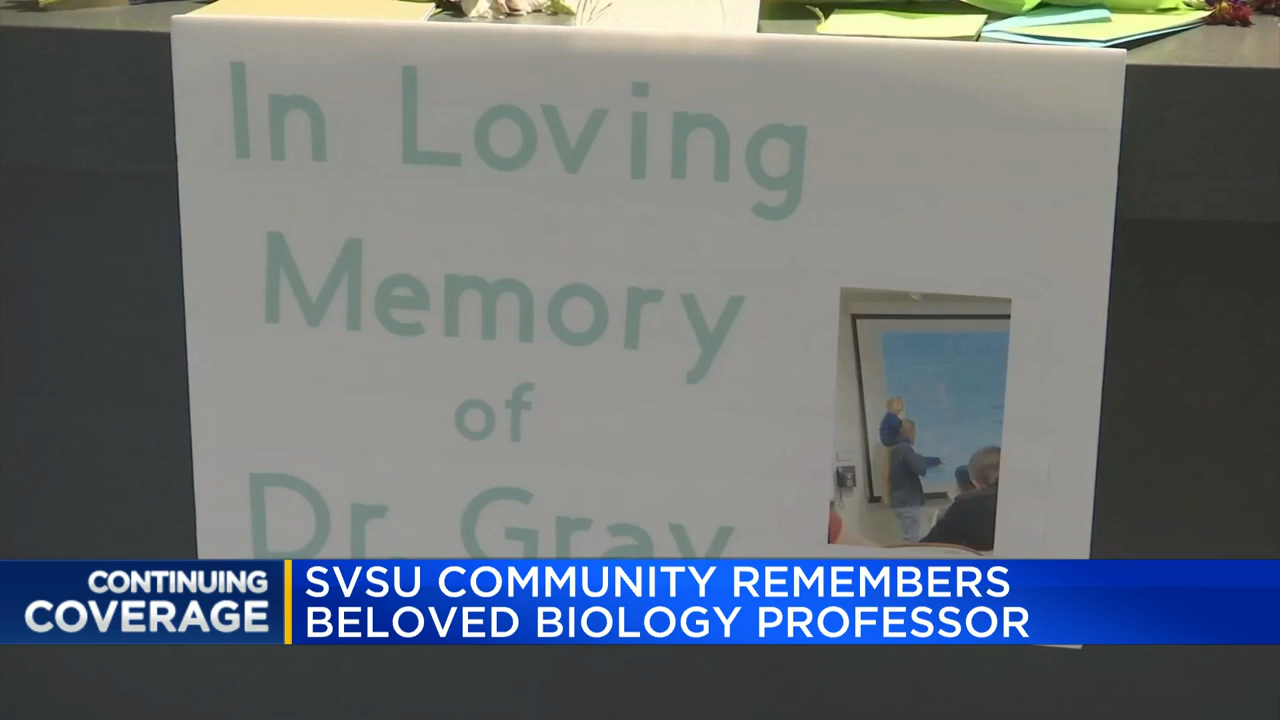 In Loving
Memory
of
Dr. Gray
CONTINUING
COVERAGE
SVSU COMMUNITY REMEMBERS
BELOVED BIOLOGY PROFESSOR